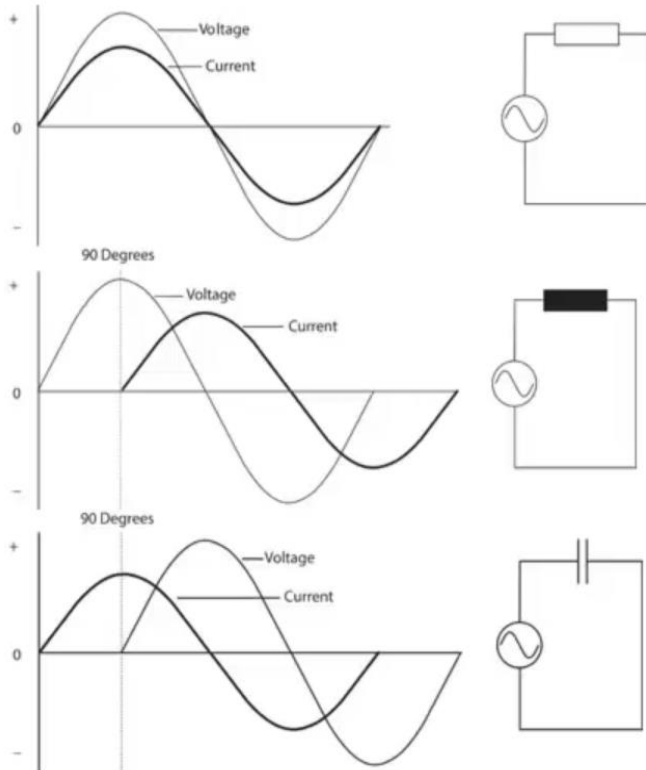 +
Voltage
Current
0
–
90 Degrees
+
Voltage
Current
0
–
90 Degrees
+
Voltage
Current
0
–